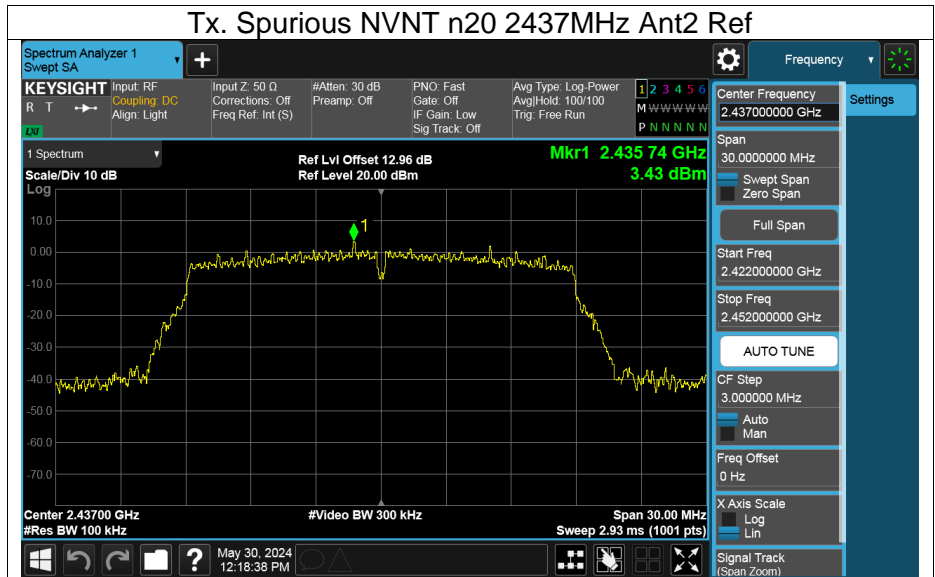 Tx. Spurious NVNT n20 2437MHz Ant2 Ref
Spectrum Analyzer 1
Swept SA
+
Frequency
KEYSIGHT
R T
LXI
Input: RF
Coupling: DC
Align: Light
Input Z: 50 Ω
Corrections: Off
Freq Ref: Int (S)
#Atten: 30 dB
Preamp: Off
PNO: Fast
Gate: Off
IF Gain: Low
Sig Track: Off
Avg Type: Log-Power
Avg|Hold: 100/100
Trig: Free Run
1 2 3 4 5 6
M W W W W W
P N N N N N
Center Frequency
2.437000000 GHz
Settings
Span
30.0000000 MHz
Swept Span
Zero Span
Full Span
Start Freq
2.422000000 GHz
Stop Freq
2.452000000 GHz
AUTO TUNE
CF Step
3.000000 MHz
Auto
Man
Freq Offset
0 Hz
X Axis Scale
Log
Lin
Signal Track
(Span Zoom)
1 Spectrum
Scale/Div 10 dB
Log
Ref Lvl Offset 12.96 dB
Ref Level 20.00 dBm
Mkr1 2.435 74 GHz
3.43 dBm
1
10.0
0.00
-10.0
-20.0
-30.0
-40.0
-50.0
-60.0
-70.0
Center 2.43700 GHz
#Res BW 100 kHz
#Video BW 300 kHz
Span 30.00 MHz
Sweep 2.93 ms (1001 pts)
?
May 30, 2024
12:18:38 PM